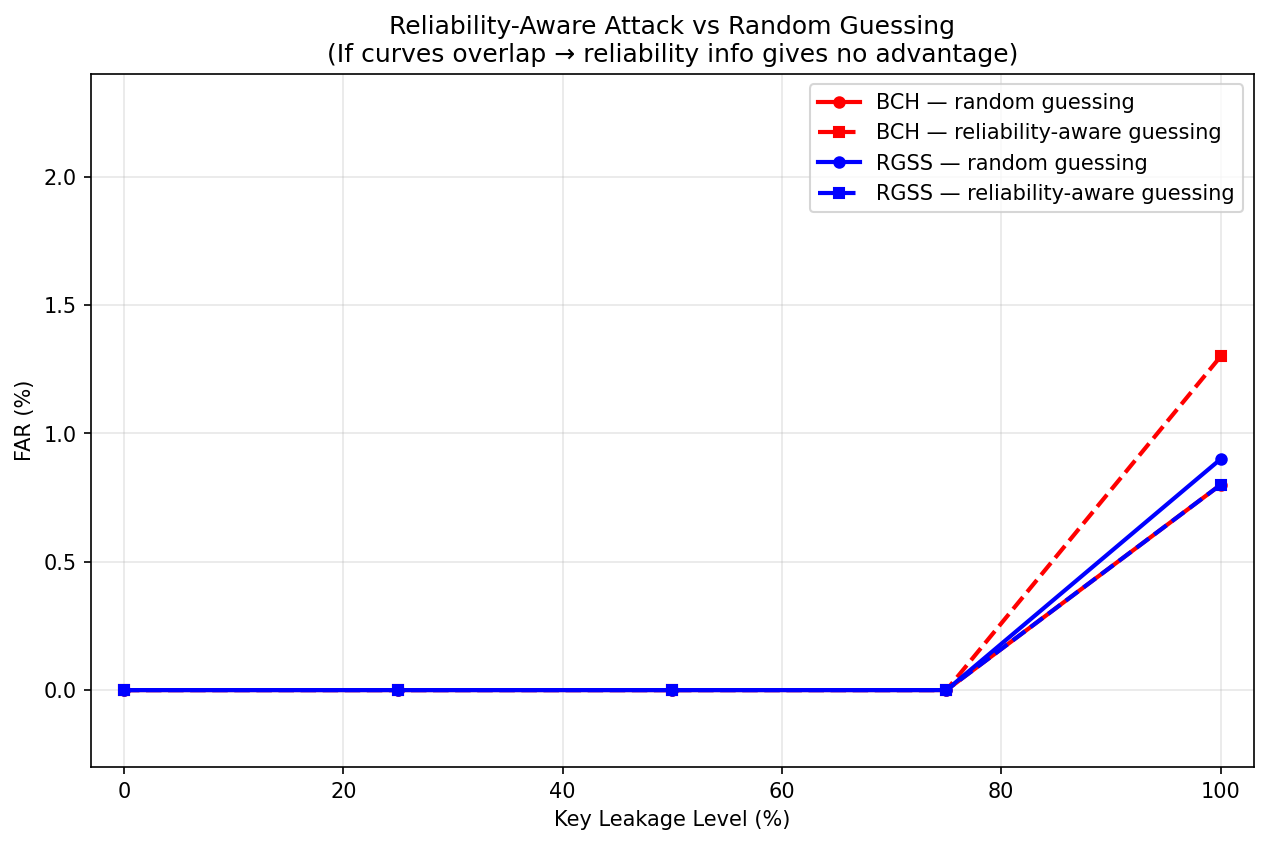 Reliability-Aware Attack vs Random Guessing
(If curves overlap → reliability info gives no advantage)
BCH — random guessing
BCH — reliability-aware guessing
RGSS — random guessing
RGSS — reliability-aware guessing
FAR (%)
2.0
1.5
1.0
0.5
0.0
0 20 40 60 80 100
Key Leakage Level (%)